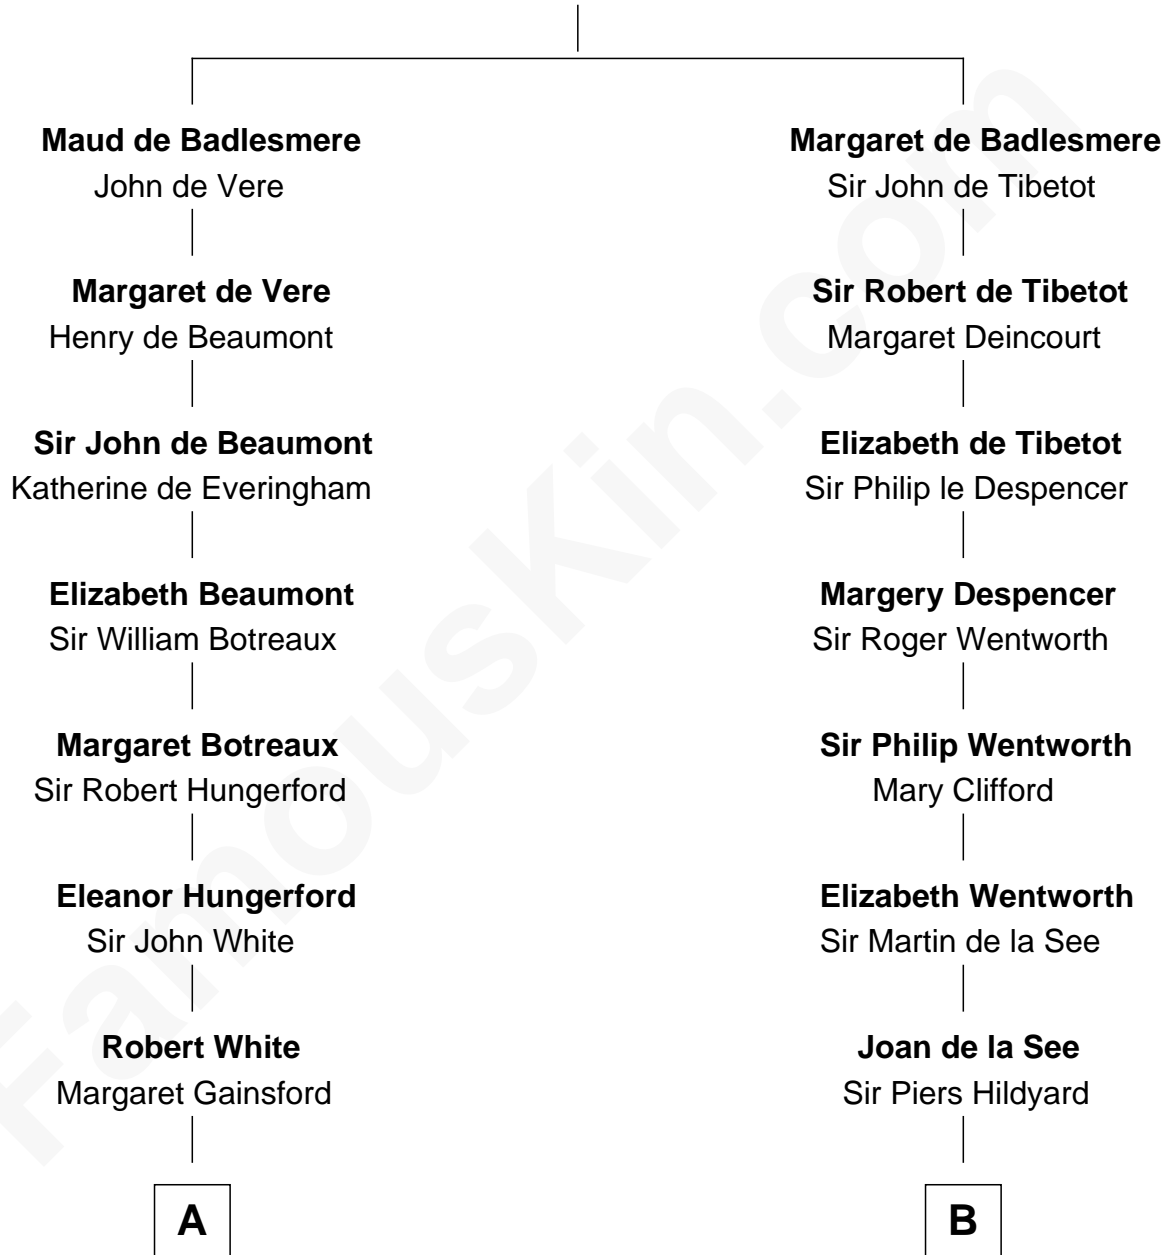 Maud de Badlesmere
John de Vere
Margaret de Vere
Henry de Beaumont
Sir John de Beaumont
Katherine de Everingham
Elizabeth Beaumont
Sir William Botreaux
Margaret Botreaux
Sir Robert Hungerford
Eleanor Hungerford
Sir John White
Robert White
Margaret Gainsford
A
Margaret de Badlesmere
Sir John de Tibetot
Sir Robert de Tibetot
Margaret Deincourt
Elizabeth de Tibetot
Sir Philip le Despencer
Margery Despencer
Sir Roger Wentworth
Sir Philip Wentworth
Mary Clifford
Elizabeth Wentworth
Sir Martin de la See
Joan de la See
Sir Piers Hildyard
B
FamousKin.com